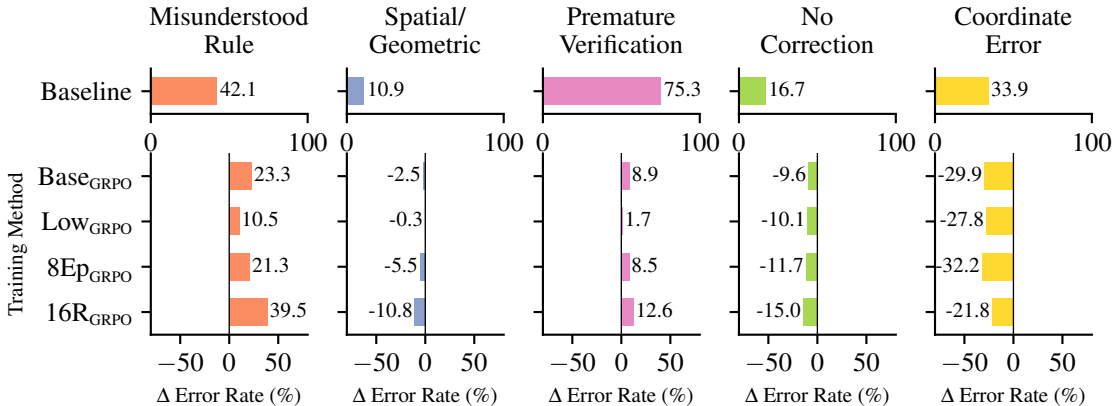 Misunderstood Rule
Spatial/ Geometric
Premature Verification
No Correction
Coordinate Error
Baseline
42.1
10.9
75.3
16.7
33.9
0 100 0 100 0 100 0 100 0 100
Training Method
BaseGRPO
23.3
-2.5
8.9
-9.6
-29.9
LowGRPO
10.5
-0.3
1.7
-10.1
-27.8
8EpGRPO
21.3
-5.5
8.5
-11.7
-32.2
16RGRPO
39.5
-10.8
12.6
-15.0
-21.8
−50 0 50 −50 0 50 −50 0 50 −50 0 50 −50 0 50
Δ Error Rate (%) Δ Error Rate (%) Δ Error Rate (%) Δ Error Rate (%) Δ Error Rate (%)